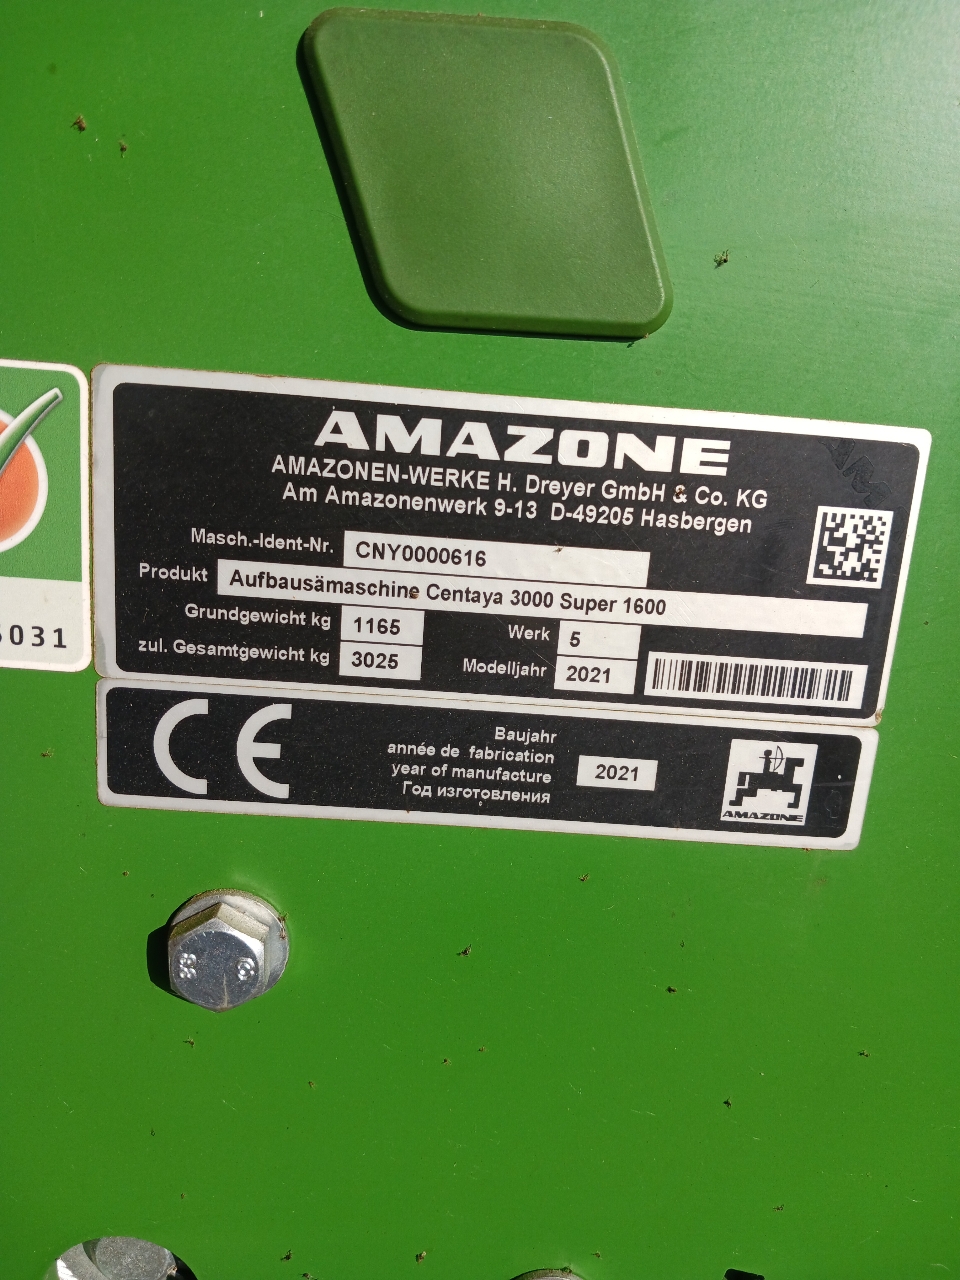 AMAZONE
AMAZONEN-WERKE H. Dreyer GmbH & Co. KG
Am Amazonenwerk 9-13 D-49205 Hasbergen
Masch.-Ident-Nr. CNY0000616
Produkt Aufbausämaschine Centaya 3000 Super 1600
Grundgewicht kg 1165 Werk 5
zul. Gesamtgewicht kg 3025 Modelljahr 2021
031
CE
Baujahr
année de fabrication
year of manufacture 2021
Год изготовления
AMAZONE